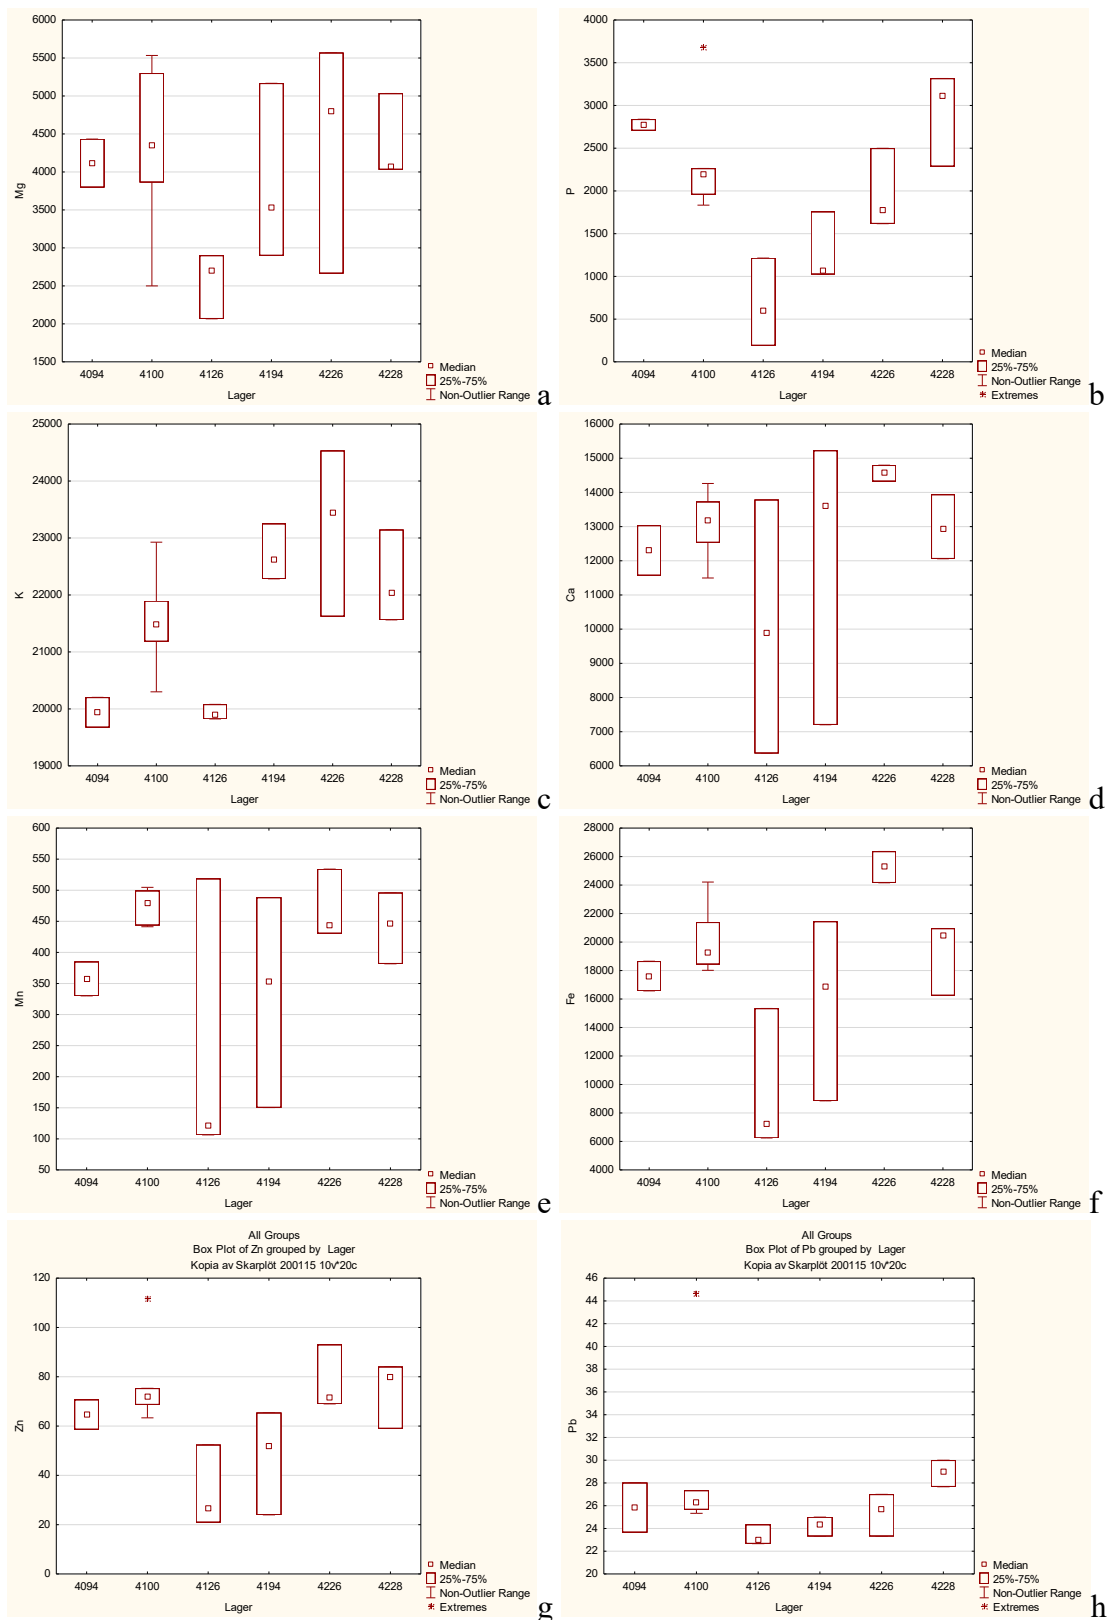 6000
5500
5000
4500
4000
3500
3000
2500
2000
1500
Mg
4094 4100 4126 4194 4226 4228
Lager
Median
25%-75%
Non-Outlier Range
a
4000
3500
3000
2500
2000
1500
1000
500
0
P
4094 4100 4126 4194 4226 4228
Lager
Median
25%-75%
Non-Outlier Range
Extremes
b
25000
24000
23000
22000
21000
20000
19000
K
4094 4100 4126 4194 4226 4228
Lager
Median
25%-75%
Non-Outlier Range
c
16000
15000
14000
13000
12000
11000
10000
9000
8000
7000
6000
Ca
4094 4100 4126 4194 4226 4228
Lager
Median
25%-75%
Non-Outlier Range
d
600
550
500
450
400
350
300
250
200
150
100
50
Mn
4094 4100 4126 4194 4226 4228
Lager
Median
25%-75%
Non-Outlier Range
e
28000
26000
24000
22000
20000
18000
16000
14000
12000
10000
8000
6000
4000
Fe
4094 4100 4126 4194 4226 4228
Lager
Median
25%-75%
Non-Outlier Range
f
All Groups
Box Plot of Zn grouped by Lager
Kopia av Skarplöt 200115 10v*20c
120
100
80
60
40
20
0
Zn
4094 4100 4126 4194 4226 4228
Lager
Median
25%-75%
Non-Outlier Range
Extremes
g
All Groups
Box Plot of Pb grouped by Lager
Kopia av Skarplöt 200115 10v*20c
46
44
42
40
38
36
34
32
30
28
26
24
22
20
Pb
4094 4100 4126 4194 4226 4228
Lager
Median
25%-75%
Non-Outlier Range
Extremes
h